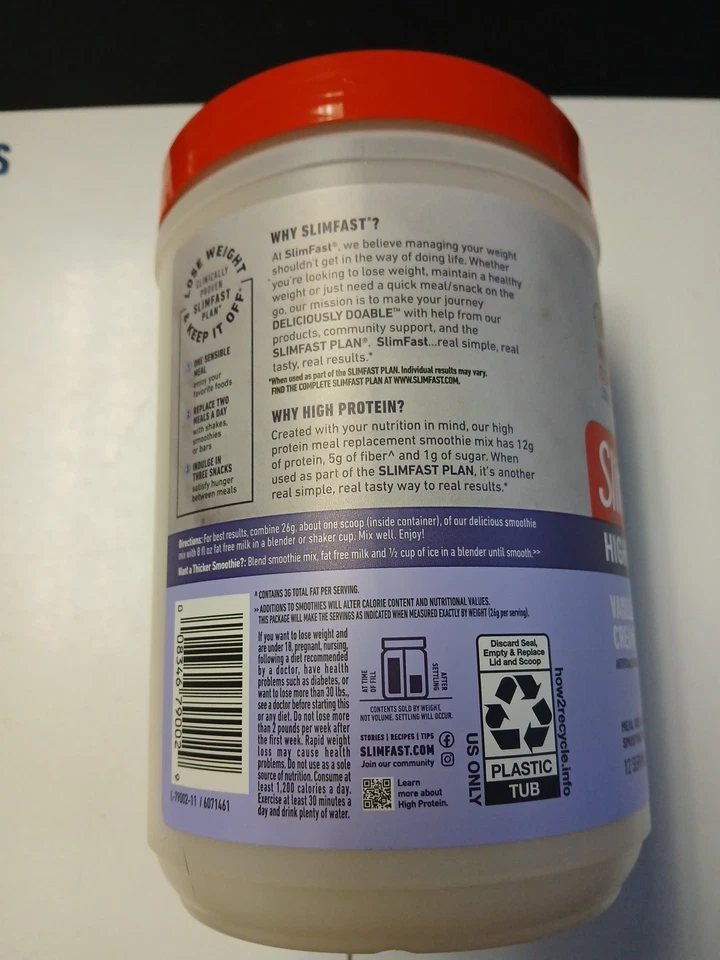 S
LOSE WEIGHT
CLINICALLY
PROVEN
SLIMFAST
PLAN*
& KEEP IT OFF*
1 ONE SENSIBLE
MEAL
enjoy your
favorite foods
2 REPLACE TWO
MEALS A DAY
with shakes,
smoothies
or bars
3 INDULGE IN
THREE SNACKS
satisfy hunger
between meals
WHY SLIMFAST®?
At SlimFast®, we believe managing your weight
shouldn't get in the way of doing life. Whether
you're looking to lose weight, maintain a healthy
weight or just need a quick meal/snack on the
go, our mission is to make your journey
DELICIOUSLY DOABLE™ with help from our
products, community support, and the
SLIMFAST PLAN®. SlimFast...real simple, real
tasty, real results.*
*When used as part of the SLIMFAST PLAN. Individual results may vary.
FIND THE COMPLETE SLIMFAST PLAN AT WWW.SLIMFAST.COM.
WHY HIGH PROTEIN?
Created with your nutrition in mind, our high
protein meal replacement smoothie mix has 12g
of protein, 5g of fiber^ and 1g of sugar. When
used as part of the SLIMFAST PLAN, it's another
real simple, real tasty way to real results.*
Directions: For best results, combine 26g, about one scoop (inside container), of our delicious smoothie
mix with 8 fl oz fat free milk in a blender or shaker cup. Mix well. Enjoy!
Want a Thicker Smoothie?: Blend smoothie mix, fat free milk and ½ cup of ice in a blender until smooth.>>
^ CONTAINS 3G TOTAL FAT PER SERVING.
>> ADDITIONS TO SMOOTHIES WILL ALTER CALORIE CONTENT AND NUTRITIONAL VALUES.
THIS PACKAGE WILL MAKE THE SERVINGS AS INDICATED WHEN MEASURED EXACTLY BY WEIGHT (26g per serving).
0 08346 79002 9
L-79002-11 / 6071461
If you want to lose weight and
are under 18, pregnant, nursing,
following a diet recommended
by a doctor, have health
problems such as diabetes, or
want to lose more than 30 lbs.,
see a doctor before starting this
or any diet. Do not lose more
than 2 pounds per week after
the first week. Rapid weight
loss may cause health
problems. Do not use as a sole
source of nutrition. Consume at
least 1,200 calories a day.
Exercise at least 30 minutes a
day and drink plenty of water.
AT TIME
OF FILL
AFTER
SETTLING
CONTENTS SOLD BY WEIGHT.
NOT VOLUME. SETTLING WILL OCCUR.
STORIES | RECIPES | TIPS
SLIMFAST.COM
Join our community
Learn
more about
High Protein.
US ONLY
Discard Seal,
Empty & Replace
Lid and Scoop
PLASTIC
TUB
how2recycle.info
Sli
HIGH